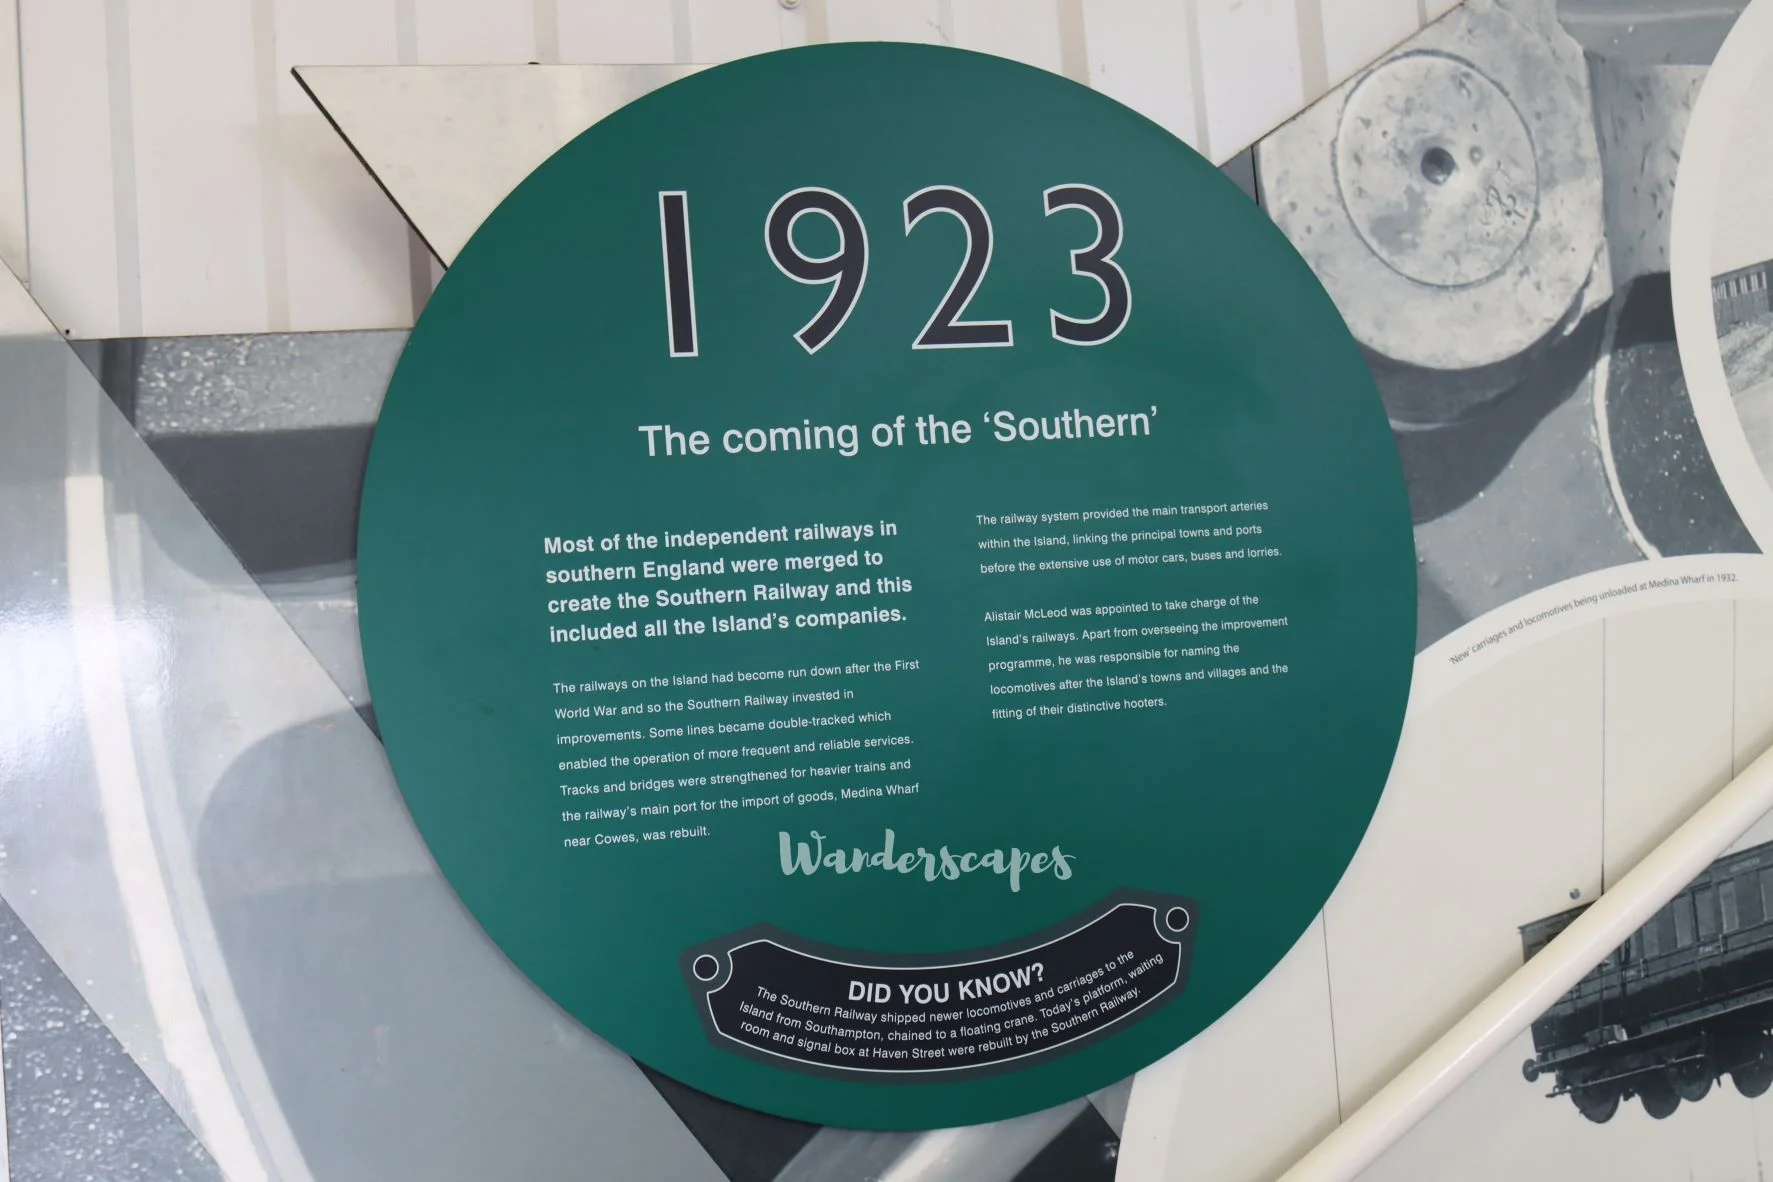 1923
The coming of the ‘Southern’
Most of the independent railways in
southern England were merged to
create the Southern Railway and this
included all the Island’s companies.
The railways on the Island had become run down after the First
World War and so the Southern Railway invested in
improvements. Some lines became double-tracked which
enabled the operation of more frequent and reliable services.
Tracks and bridges were strengthened for heavier trains and
the railway’s main port for the import of goods, Medina Wharf
near Cowes, was rebuilt.
The railway system provided the main transport arteries
within the Island, linking the principal towns and ports
before the extensive use of motor cars, buses and lorries.
Alistair McLeod was appointed to take charge of the
Island’s railways. Apart from overseeing the improvement
programme, he was responsible for naming the
locomotives after the Island’s towns and villages and the
fitting of their distinctive hooters.
Wanderscapes
DID YOU KNOW?
The Southern Railway shipped newer locomotives and carriages to the
Island from Southampton, chained to a floating crane. Today’s platform, waiting
room and signal box at Haven Street were rebuilt by the Southern Railway.
‘New’ carriages and locomotives being unloaded at Medina Wharf in 1932.